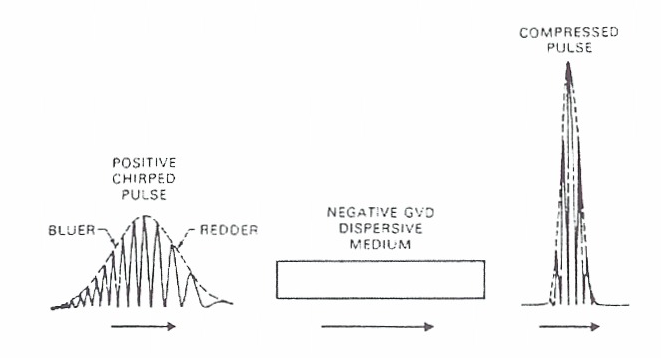 COMPRESSED
PULSE
POSITIVE
CHIRPED
PULSE
BLUER
REDDER
NEGATIVE GVD
DISPERSIVE
MEDIUM